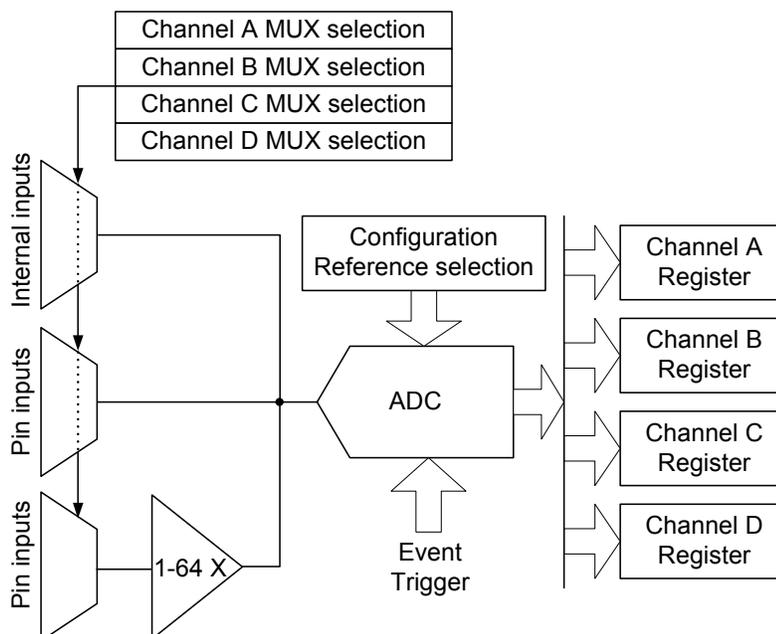 Channel A MUX selection
Channel B MUX selection
Channel C MUX selection
Channel D MUX selection
Internal inputs
Pin inputs
Pin inputs
1-64 X
Configuration
Reference selection
ADC
Event
Trigger
Channel A
Register
Channel B
Register
Channel C
Register
Channel D
Register